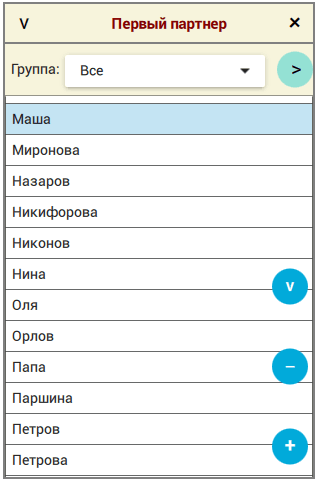 V Первый партнер ×
Группа: Все >
Маша
Миронова
Назаров
Никифорова
Никонов
Нина
v
Оля
Орлов
Папа
–
Паршина
Петров
+
Петрова